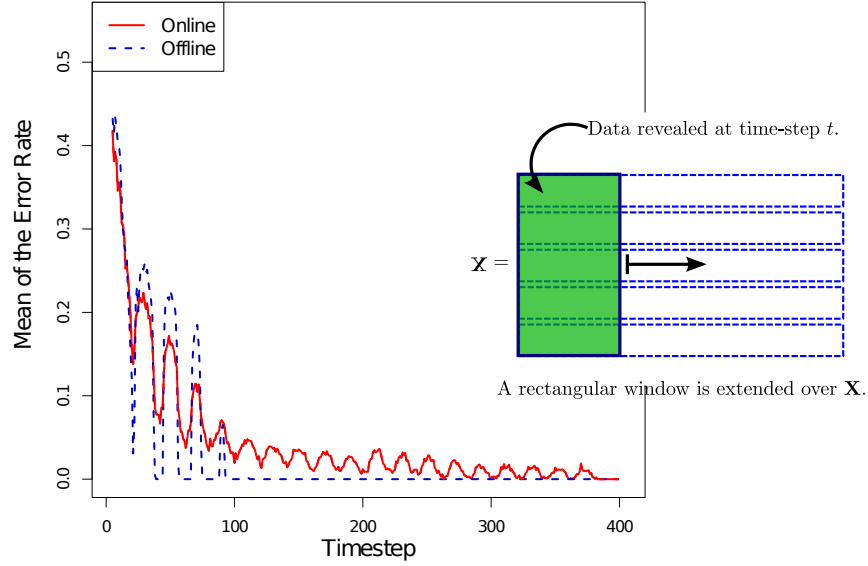 Online
Offline
Mean of the Error Rate
0.0
0.1
0.2
0.3
0.4
0.5
0
100
200
300
400
Timestep
Data revealed at time-step t.
X =
A rectangular window is extended over X.